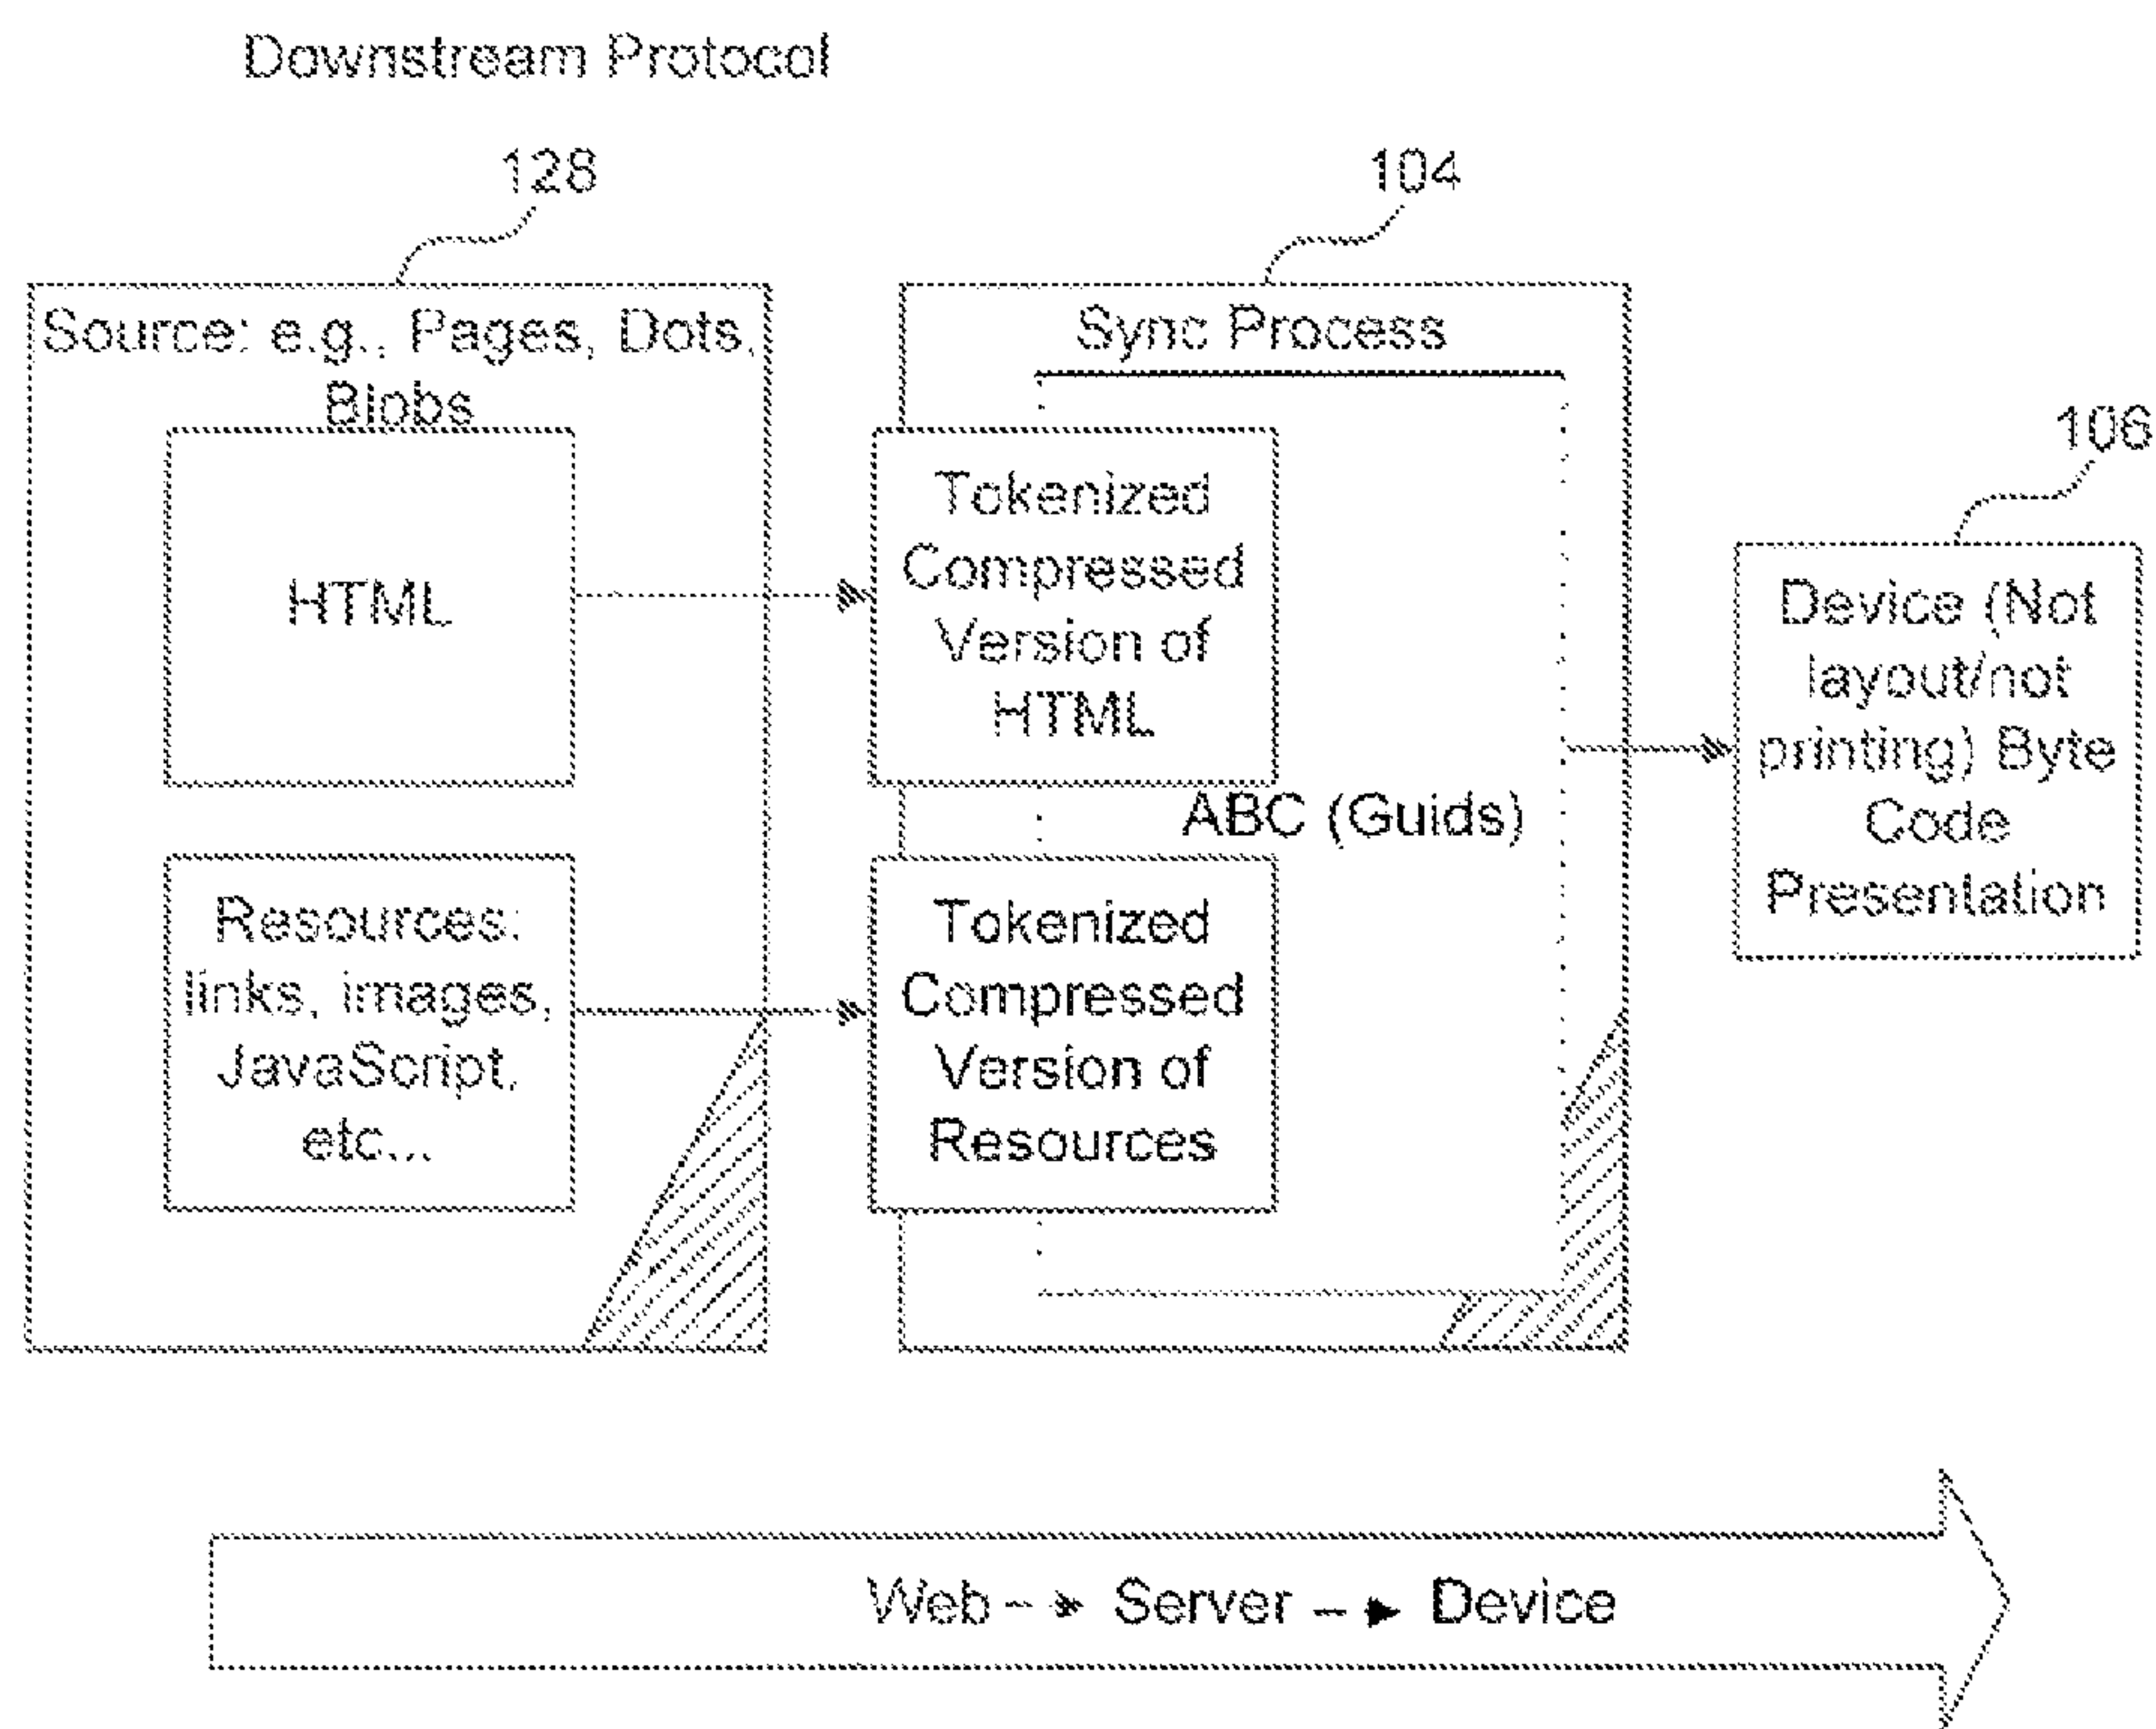 Downstream Protocol
128
104
Source: e.g., Pages, Dots,
Blobs
Sync Process
106
HTML
Tokenized
Compressed
Version of
HTML
Device (Not
layout/not
printing) Byte
Code
Presentation
ABC (Guids)
Resources:
links, images,
JavaScript,
etc...
Tokenized
Compressed
Version of
Resources
Web Server Device